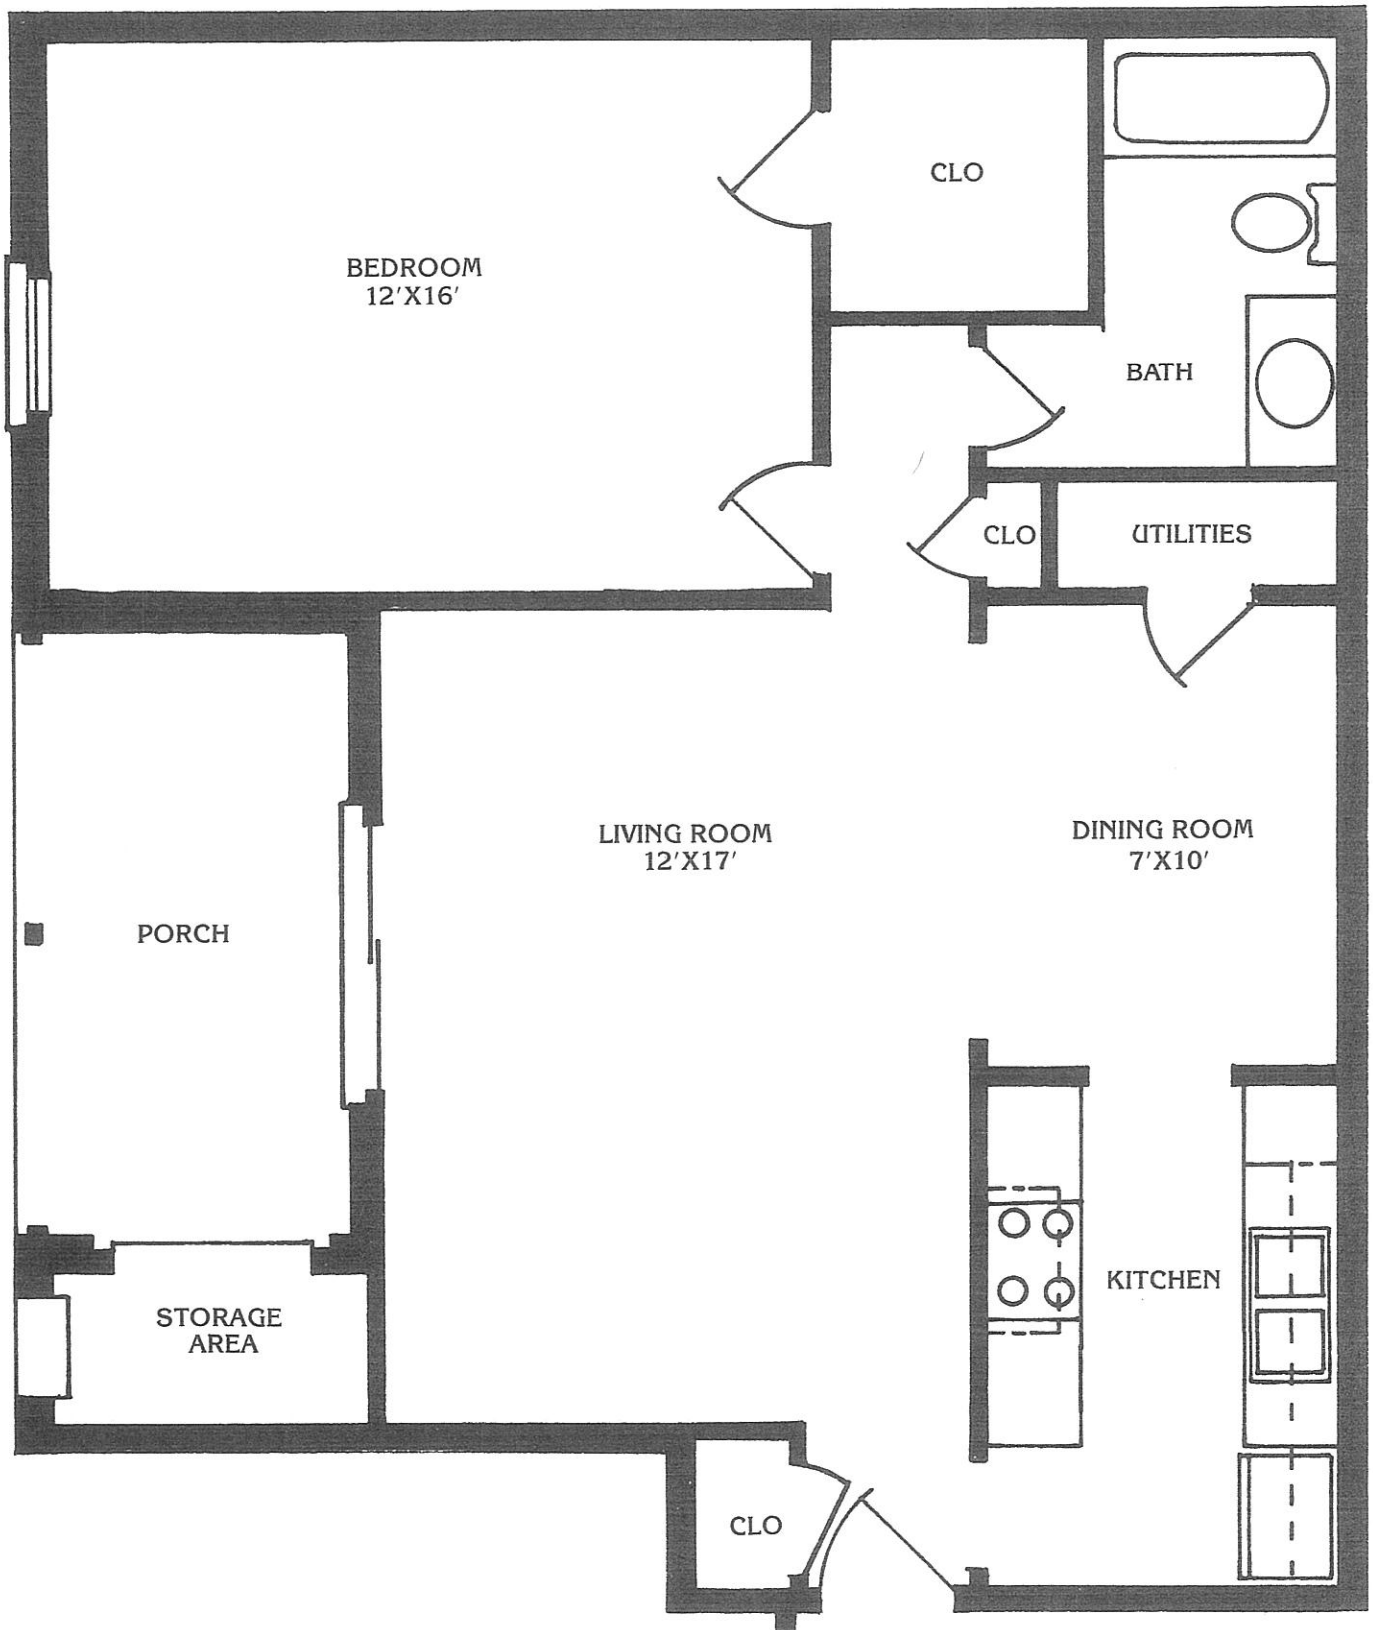 CLO
BEDROOM
12'X16'
BATH
CLO
UTILITIES
LIVING ROOM
12'X17'
DINING ROOM
7'X10'
PORCH
KITCHEN
STORAGE
AREA
CLO